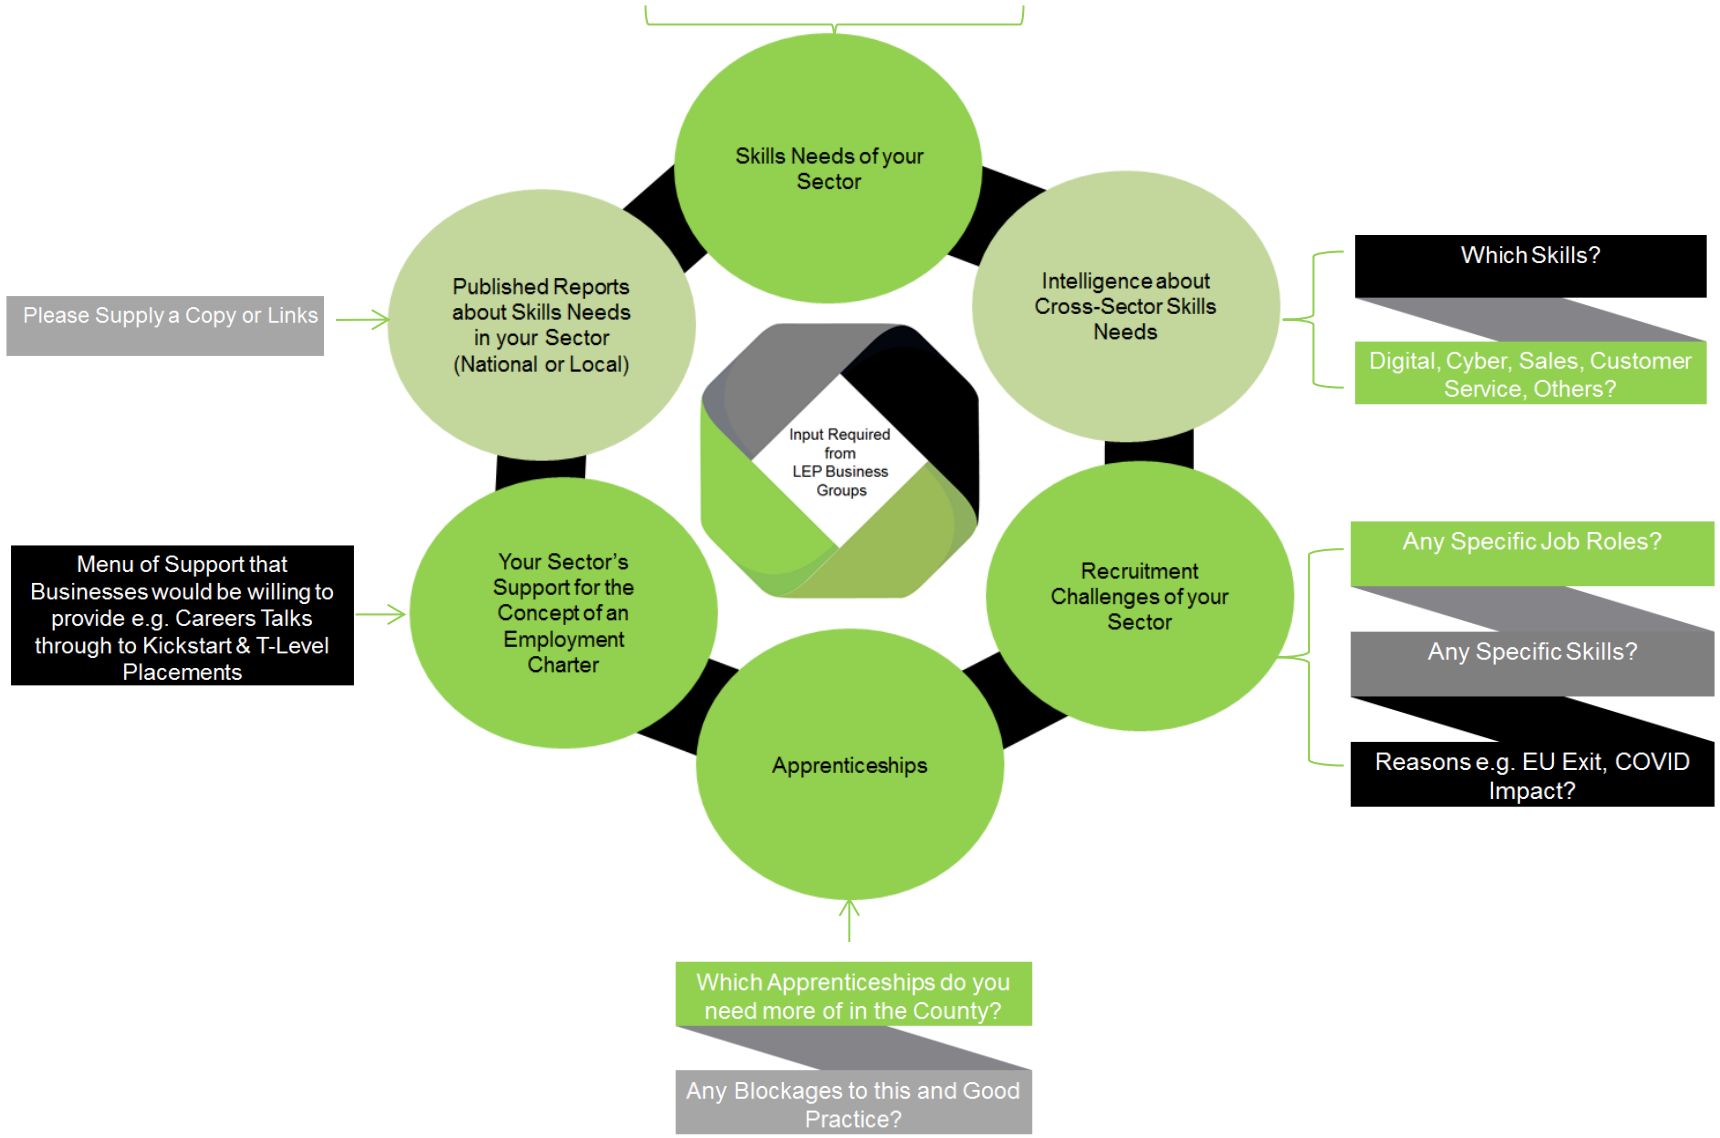 Skills Needs of your
Sector
Intelligence about
Cross-Sector Skills
Needs
Which Skills?
Digital, Cyber, Sales, Customer
Service, Others?
Published Reports
about Skills Needs
in your Sector
(National or Local)
Please Supply a Copy or Links
Input Required
from
LEP Business
Groups
Menu of Support that
Businesses would be willing to
provide e.g. Careers Talks
through to Kickstart & T-Level
Placements
Your Sector’s
Support for the
Concept of an
Employment
Charter
Recruitment
Challenges of your
Sector
Any Specific Job Roles?
Any Specific Skills?
Reasons e.g. EU Exit, COVID
Impact?
Apprenticeships
Which Apprenticeships do you
need more of in the County?
Any Blockages to this and Good
Practice?